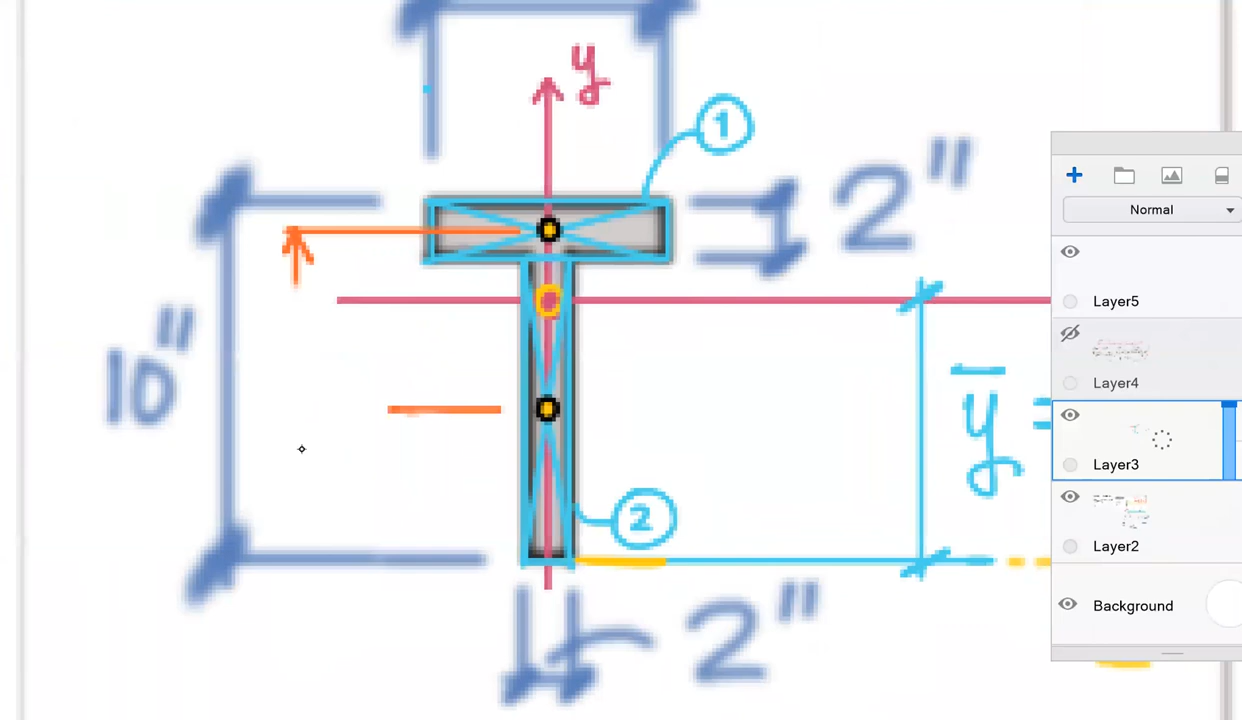 y
1
2"
Normal
10"
Layer5
Layer4
ȳ =
Layer3
2
Layer2
2"
Background